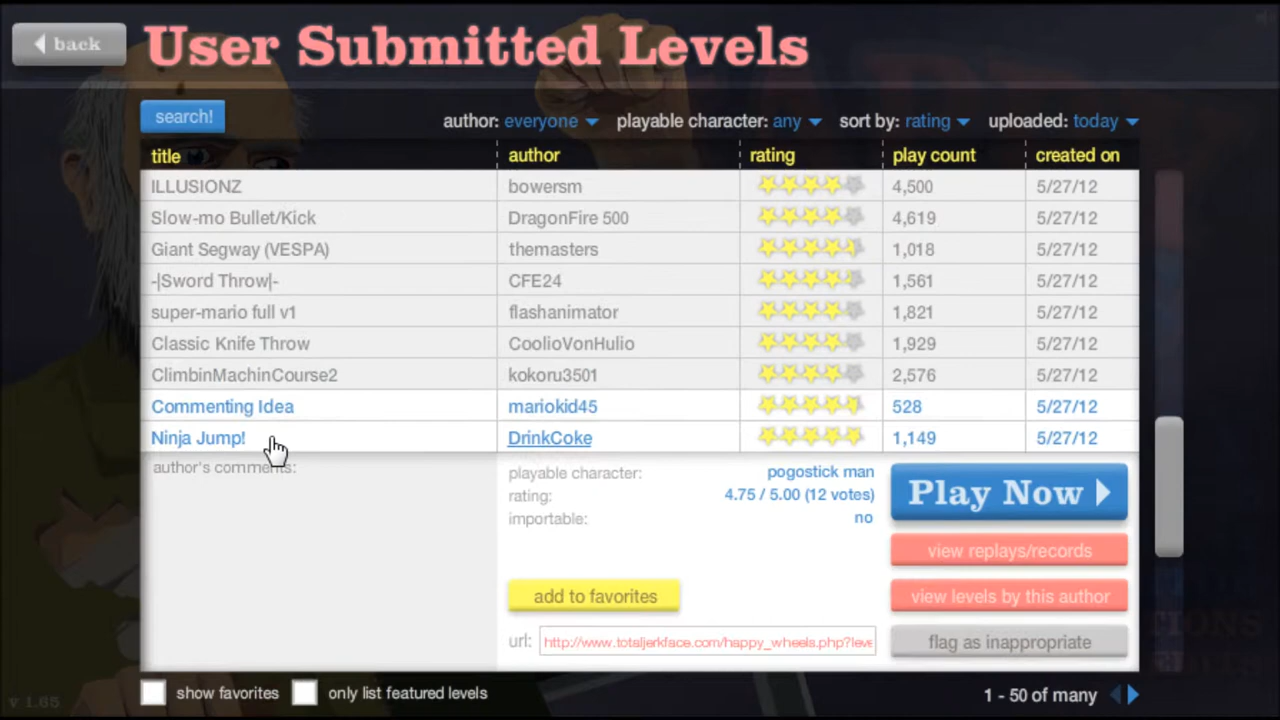 back
User Submitted Levels
search!
author: everyone playable character: any sort by: rating uploaded: today
title author rating play count created on
ILLUSIONZ bowersm 4,500 5/27/12
Slow-mo Bullet/Kick DragonFire 500 4,619 5/27/12
Giant Segway (VESPA) themasters 1,018 5/27/12
-|Sword Throw|- CFE24 1,561 5/27/12
super-mario full v1 flashanimator 1,821 5/27/12
Classic Knife Throw CoolioVonHulio 1,929 5/27/12
ClimbinMachinCourse2 kokoru3501 2,576 5/27/12
Commenting Idea mariokid45 528 5/27/12
Ninja Jump! DrinkCoke 1,149 5/27/12
author's comments:
playable character: pogostick man
rating: 4.75 / 5.00 (12 votes)
importable: no
Play Now
view replays/records
add to favorites
view levels by this author
url: http://www.totaljerkface.com/happy_wheels.php?leve
flag as inappropriate
show favorites only list featured levels
1 - 50 of many
v 1.65